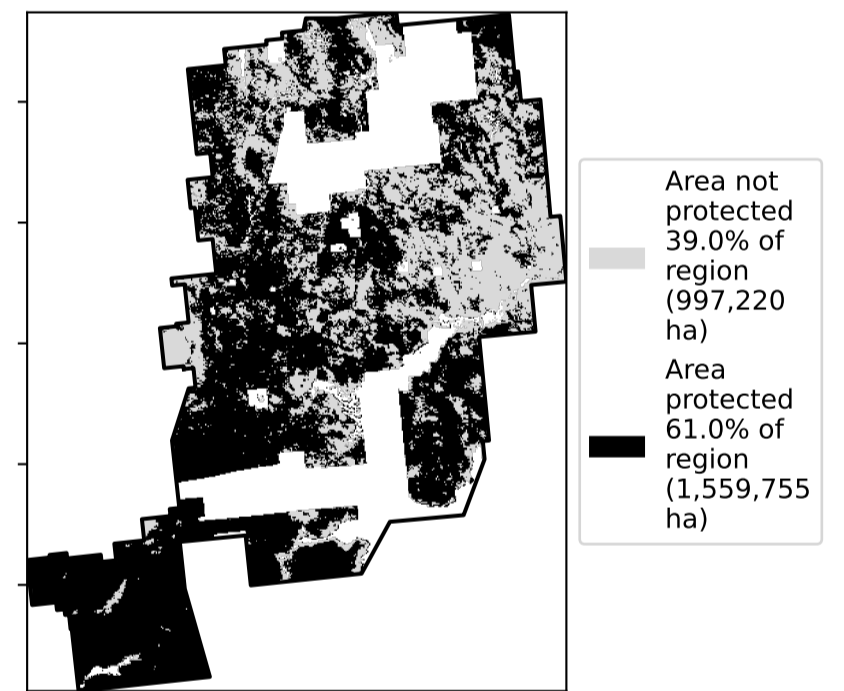 Area not
protected
39.0% of
region
(997,220
ha)
Area
protected
61.0% of
region
(1,559,755
ha)